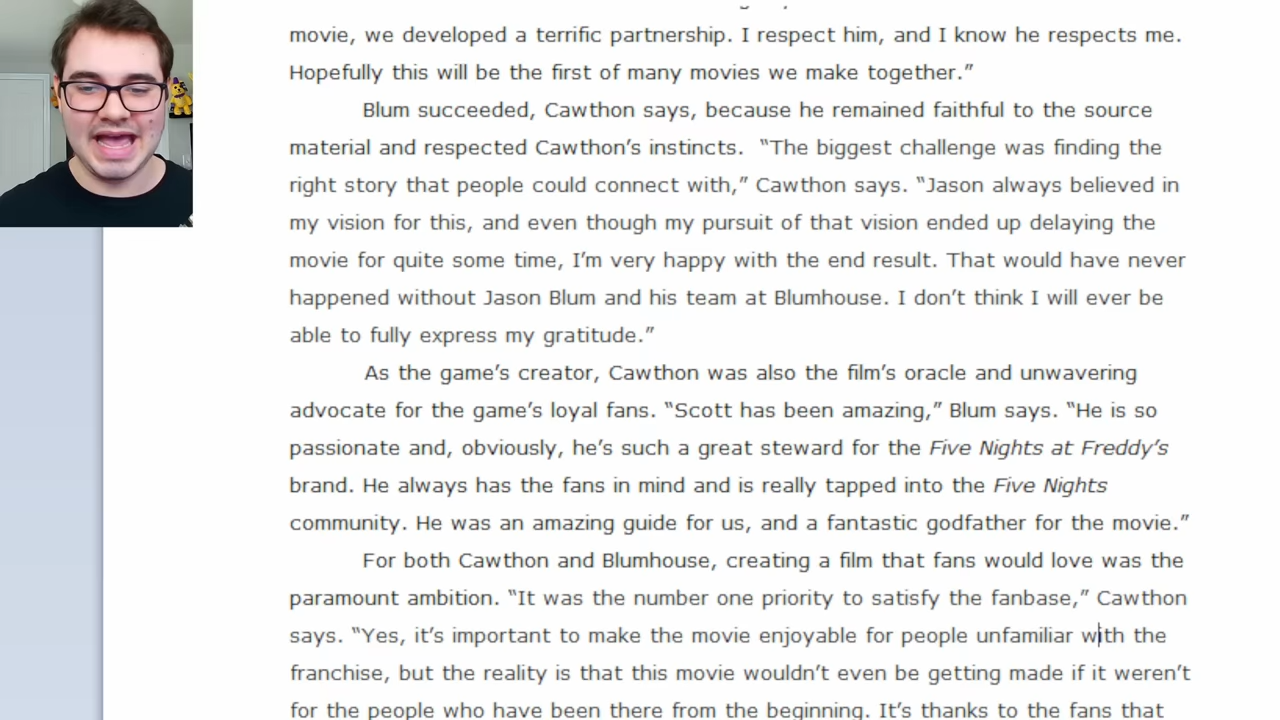 movie, we developed a terrific partnership. I respect him, and I know he respects me.
Hopefully this will be the first of many movies we make together.”
Blum succeeded, Cawthon says, because he remained faithful to the source
material and respected Cawthon’s instincts.  “The biggest challenge was finding the
right story that people could connect with,” Cawthon says. “Jason always believed in
my vision for this, and even though my pursuit of that vision ended up delaying the
movie for quite some time, I’m very happy with the end result. That would have never
happened without Jason Blum and his team at Blumhouse. I don’t think I will ever be
able to fully express my gratitude.”
As the game’s creator, Cawthon was also the film’s oracle and unwavering
advocate for the game’s loyal fans. “Scott has been amazing,” Blum says. “He is so
passionate and, obviously, he’s such a great steward for the Five Nights at Freddy’s
brand. He always has the fans in mind and is really tapped into the Five Nights
community. He was an amazing guide for us, and a fantastic godfather for the movie.”
For both Cawthon and Blumhouse, creating a film that fans would love was the
paramount ambition. “It was the number one priority to satisfy the fanbase,” Cawthon
says. “Yes, it’s important to make the movie enjoyable for people unfamiliar with the
franchise, but the reality is that this movie wouldn’t even be getting made if it weren’t
for the people who have been there from the beginning. It’s thanks to the fans that